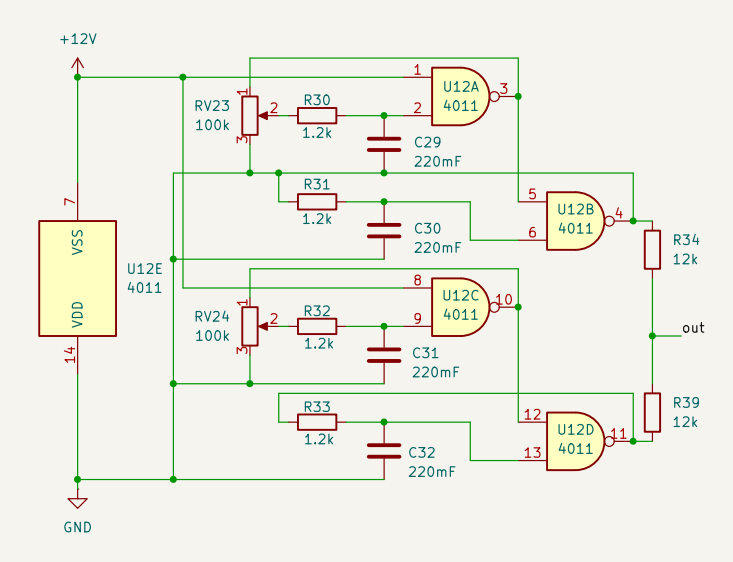 +12V
1
U12A
4011
3
RV23
100k
1
2
3
R30
1.2k
2
C29
220mF
7
VSS
VDD
14
U12E
4011
R31
1.2k
C30
220mF
5
6
U12B
4011
4
R34
12k
8
U12C
4011
10
RV24
100k
1
2
3
R32
1.2k
9
C31
220mF
out
R33
1.2k
C32
220mF
12
13
U12D
4011
11
R39
12k
GND